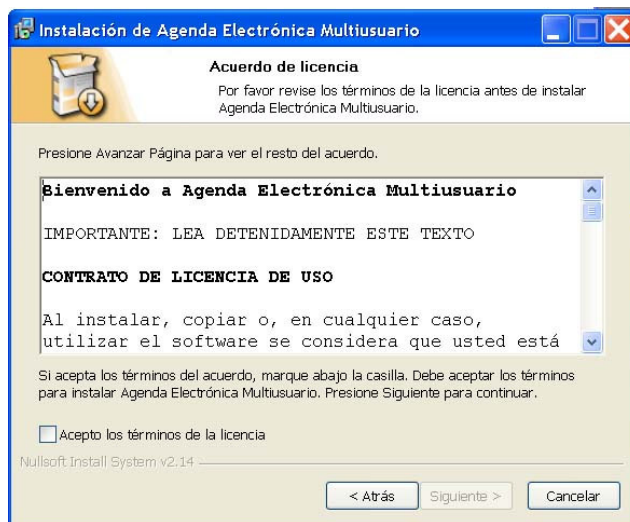 Instalación de Agenda Electrónica Multiusuario
Acuerdo de licencia
Por favor revise los términos de la licencia antes de instalar
Agenda Electrónica Multiusuario.
Presione Avanzar Página para ver el resto del acuerdo.
Bienvenido a Agenda Electrónica Multiusuario
IMPORTANTE: LEA DETENIDAMENTE ESTE TEXTO
CONTRATO DE LICENCIA DE USO
Al instalar, copiar o, en cualquier caso,
utilizar el software se considera que usted está
Si acepta los términos del acuerdo, marque abajo la casilla. Debe aceptar los términos
para instalar Agenda Electrónica Multiusuario. Presione Siguiente para continuar.
Acepto los términos de la licencia
Nullsoft Install System v2.14
< Atrás
Siguiente >
Cancelar